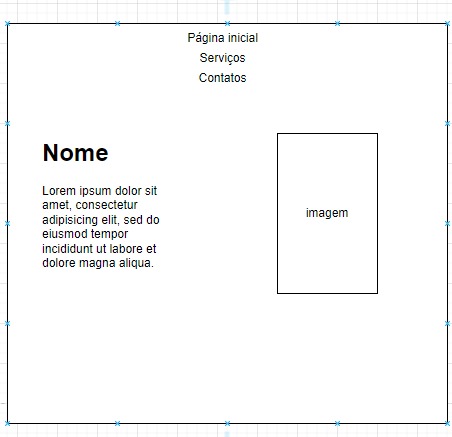 Página inicial
Serviços
Contatos
Nome
Lorem ipsum dolor sit
amet, consectetur
adipisicing elit, sed do
eiusmod tempor
incididunt ut labore et
dolore magna aliqua.
imagem